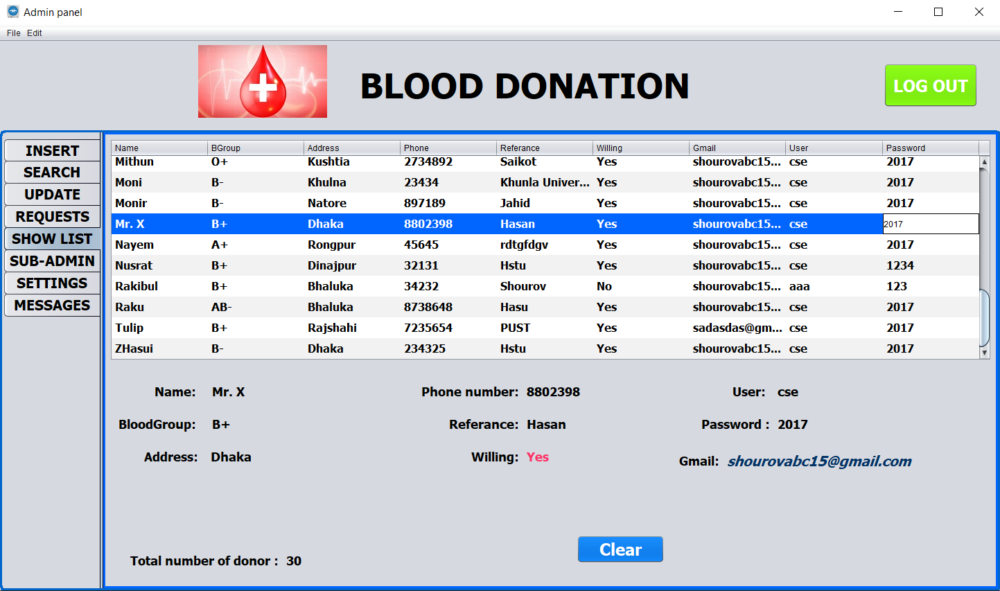 Admin panel
File Edit
BLOOD DONATION
LOG OUT
INSERT
SEARCH
UPDATE
REQUESTS
SHOW LIST
SUB-ADMIN
SETTINGS
MESSAGES
Name BGroup Address Phone Referance Willing Gmail User Password
Mithun O+ Kushtia 2734892 Saikot Yes shourovabc15... cse 2017
Moni B- Khulna 23434 Khunla Univer... Yes shourovabc15... cse 2017
Monir B- Natore 897189 Jahid Yes shourovabc15... cse 2017
Mr. X B+ Dhaka 8802398 Hasan Yes shourovabc15... cse 2017
Nayem A+ Rongpur 45645 rdtgfdgv Yes shourovabc15... cse 2017
Nusrat B+ Dinajpur 32131 Hstu Yes shourovabc15... cse 1234
Rakibul B+ Bhaluka 34232 Shourov No shourovabc15... aaa 123
Raku AB- Bhaluka 8738648 Hasu Yes shourovabc15... cse 2017
Tulip B+ Rajshahi 7235654 PUST Yes sadasdas@gm... cse 2017
ZHasui B- Dhaka 234325 Hstu Yes shourovabc15... cse 2017
Name: Mr. X Phone number: 8802398 User: cse
BloodGroup: B+ Referance: Hasan Password : 2017
Address: Dhaka Willing: Yes Gmail: shourovabc15@gmail.com
Clear
Total number of donor : 30